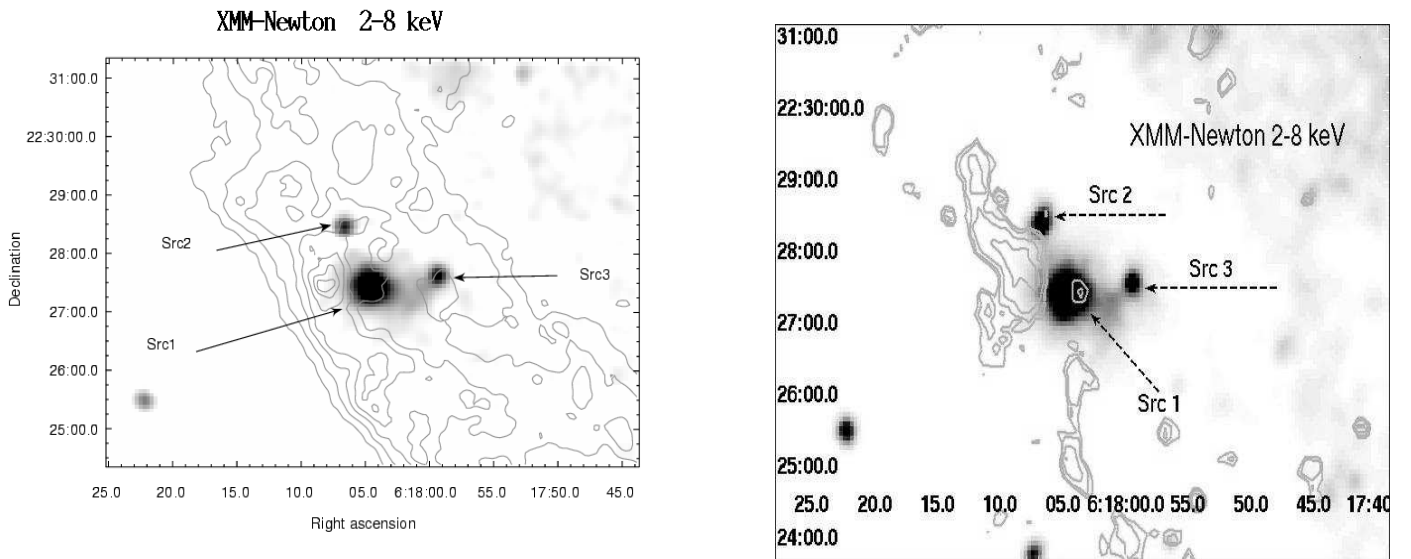 XMM-Newton 2-8 keV
31:00.0
22:30:00.0
29:00.0
28:00.0
27:00.0
26:00.0
25:00.0
Declination
Src2
Src1
Src3
25.0 20.0 15.0 10.0 05.0 6:18:00.0 55.0 17:50.0 45.0
Right ascension
31:00.0
22:30:00.0
29:00.0
28:00.0
27:00.0
26:00.0
25:00.0
24:00.0
XMM-Newton 2-8 keV
Src 2
Src 3
Src 1
25.0 20.0 15.0 10.0 05.0 6:18:00.0 55.0 50.0 45.0 17:40